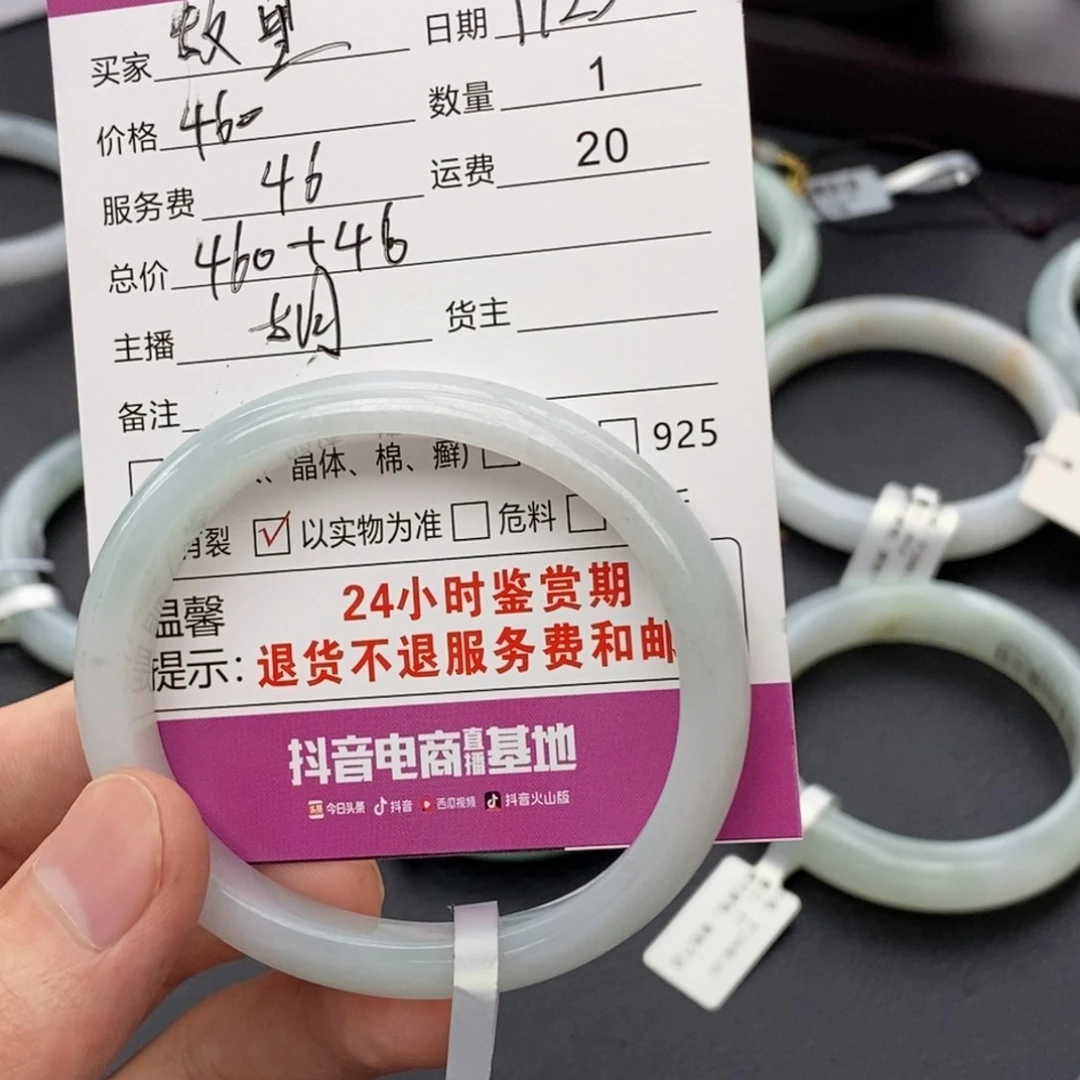 买家 日期
价格 460 数量 1
服务费 46 运费 20
总价 460+46
主播 货主
备注
晶体、棉、癣) 925
有裂 以实物为准 危料
温馨 24小时鉴赏期
提示: 退货不退服务费和邮
抖音电商直播基地
今日头条 抖音 西瓜视频 抖音火山版